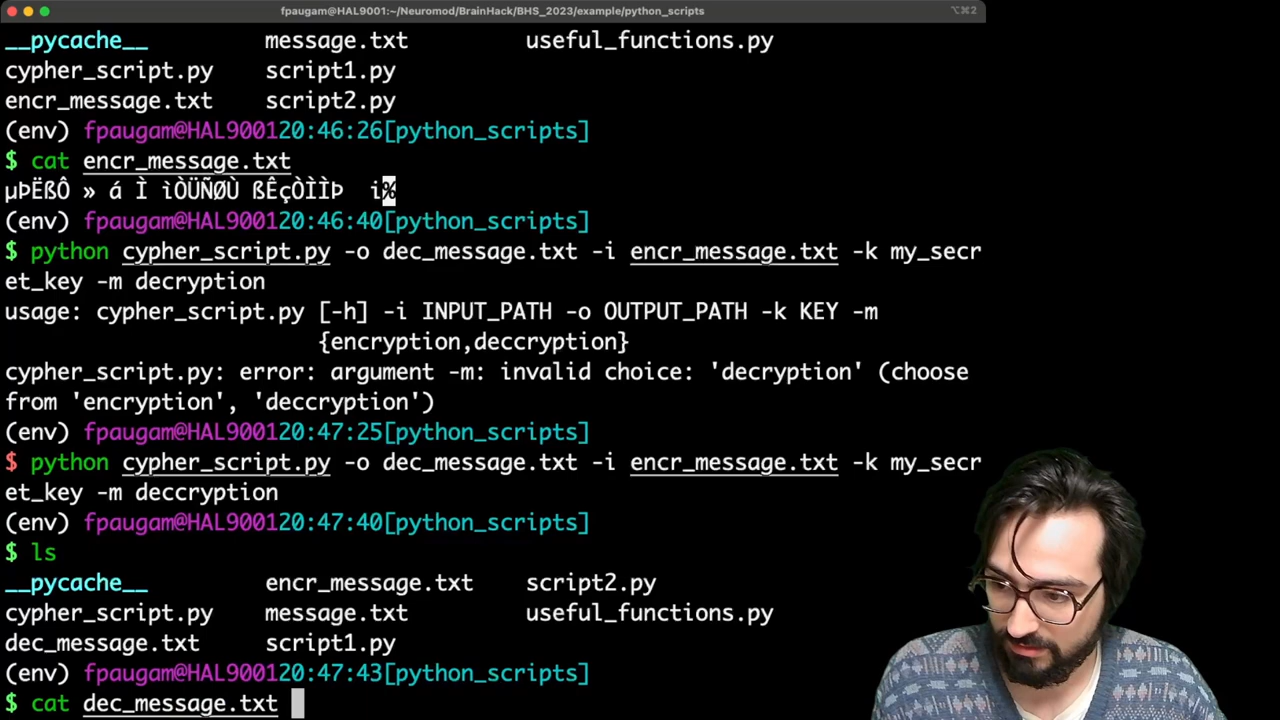 fpaugam@HAL9001:~/Neuromod/BrainHack/BHS_2023/example/python_scripts
⌥⌘2
__pycache__ message.txt useful_functions.py
cypher_script.py script1.py
encr_message.txt script2.py
(env) fpaugam@HAL900120:46:26[python_scripts]
$ cat encr_message.txt
µÞËßÔ » á Ì ìÒÜÑØÙ ßÊçÒÌÌÞ i%
(env) fpaugam@HAL900120:46:40[python_scripts]
$ python cypher_script.py -o dec_message.txt -i encr_message.txt -k my_secr
et_key -m decryption
usage: cypher_script.py [-h] -i INPUT_PATH -o OUTPUT_PATH -k KEY -m
{encryption,deccryption}
cypher_script.py: error: argument -m: invalid choice: 'decryption' (choose
from 'encryption', 'deccryption')
(env) fpaugam@HAL900120:47:25[python_scripts]
$ python cypher_script.py -o dec_message.txt -i encr_message.txt -k my_secr
et_key -m deccryption
(env) fpaugam@HAL900120:47:40[python_scripts]
$ ls
__pycache__ encr_message.txt script2.py
cypher_script.py message.txt useful_functions.py
dec_message.txt script1.py
(env) fpaugam@HAL900120:47:43[python_scripts]
$ cat dec_message.txt